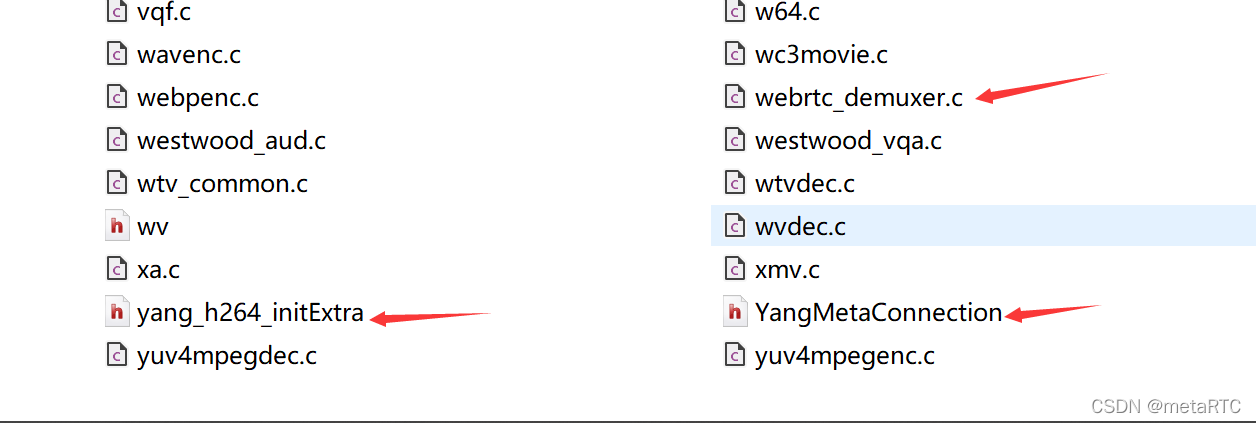 vqf.c
w64.c
wavenc.c
wc3movie.c
webpenc.c
webrtc_demuxer.c
westwood_aud.c
westwood_vqa.c
wtv_common.c
wtvdec.c
wv
wvdec.c
xa.c
xmv.c
yang_h264_initExtra
YangMetaConnection
yuv4mpegdec.c
yuv4mpegenc.c
CSDN @metaRTC